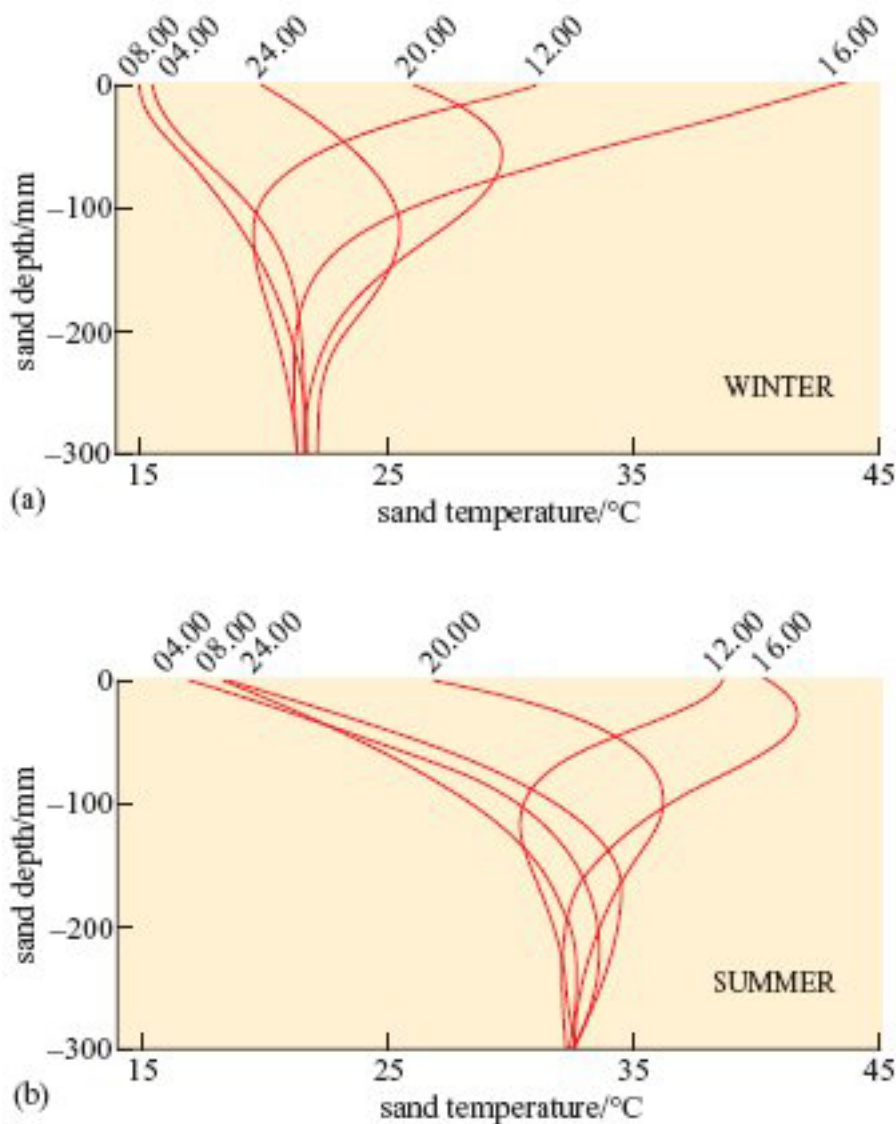 08.00 04.00 24.00 20.00 12.00 16.00
0
–100
–200
–300
sand depth/mm
WINTER
15 25 35 45
(a)
sand temperature/°C
04.00 08.00 24.00 20.00 12.00 16.00
0
–100
–200
–300
sand depth/mm
SUMMER
15 25 35 45
(b)
sand temperature/°C